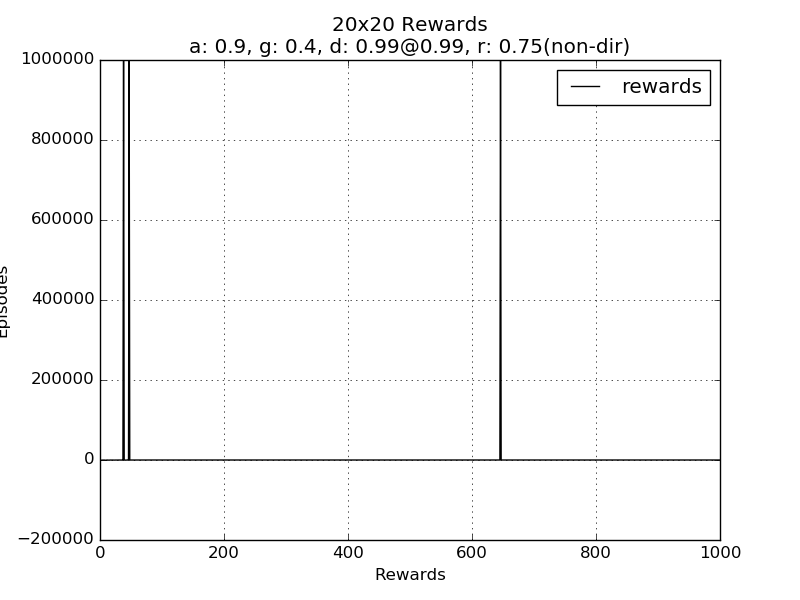 20x20 Rewards
a: 0.9, g: 0.4, d: 0.99@0.99, r: 0.75(non-dir)
rewards
1000000
800000
600000
400000
200000
0
−200000
Episodes
0 200 400 600 800 1000
Rewards